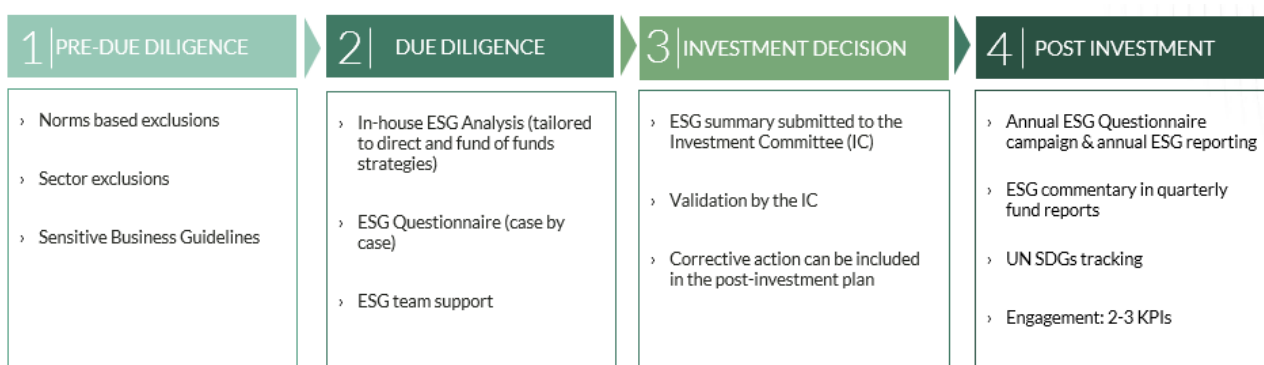 1 PRE-DUE DILIGENCE
› Norms based exclusions
› Sector exclusions
› Sensitive Business Guidelines
2 DUE DILIGENCE
› In-house ESG Analysis (tailored
to direct and fund of funds
strategies)
› ESG Questionnaire (case by
case)
› ESG team support
3 INVESTMENT DECISION
› ESG summary submitted to the
Investment Committee (IC)
› Validation by the IC
› Corrective action can be included
in the post-investment plan
4 POST INVESTMENT
› Annual ESG Questionnaire
campaign & annual ESG reporting
› ESG commentary in quarterly
fund reports
› UN SDGs tracking
› Engagement: 2-3 KPIs